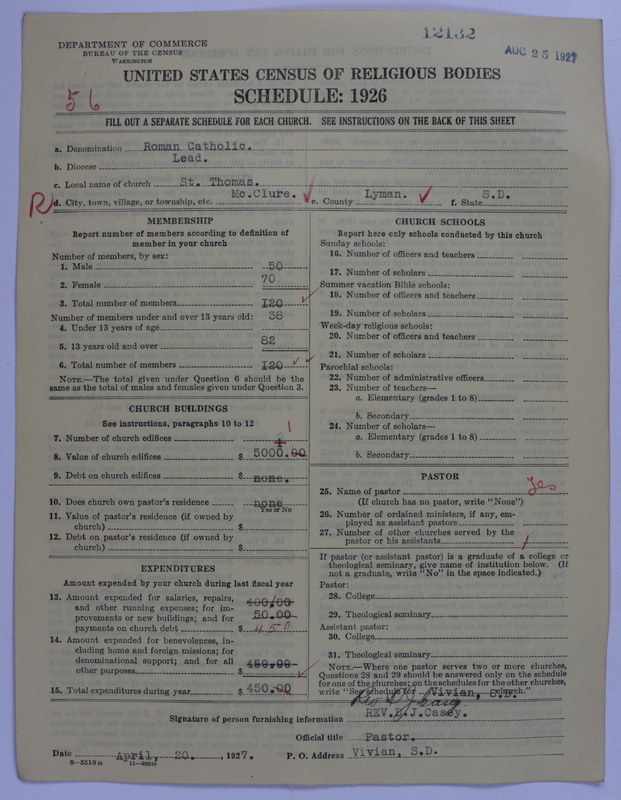 12132
AUG 25 1927
DEPARTMENT OF COMMERCE
BUREAU OF THE CENSUS
WASHINGTON
UNITED STATES CENSUS OF RELIGIOUS BODIES
56
SCHEDULE: 1926
FILL OUT A SEPARATE SCHEDULE FOR EACH CHURCH. SEE INSTRUCTIONS ON THE BACK OF THIS SHEET
a. Denomination Roman Catholic.
b. Diocese Lead.
c. Local name of church St. Thomas.
R d. City, town, village, or township, etc. Mc.Clure. e. County Lyman. f. State S.D.
MEMBERSHIP
Report number of members according to definition of
member in your church
Number of members, by sex:
1. Male 50
2. Female 70
3. Total number of members 120
Number of members under and over 13 years old:
4. Under 13 years of age 38
5. 13 years old and over 82
6. Total number of members 120
NOTE.—The total given under Question 6 should be the
same as the total of males and females given under Question 3.
CHURCH BUILDINGS
See instructions, paragraphs 10 to 12
7. Number of church edifices 1
8. Value of church edifices $ 5000.00
9. Debt on church edifices $ none.
10. Does church own pastor's residence none
Yes or No
11. Value of pastor's residence (if owned by
church) $
12. Debt on pastor's residence (if owned by
church) $
EXPENDITURES
Amount expended by your church during last fiscal year
13. Amount expended for salaries, repairs,
and other running expenses; for im-
provements or new buildings; and for
payments on church debt $ 400/00
50.00
450
14. Amount expended for benevolences, in-
cluding home and foreign missions; for
denominational support; and for all
other purposes $ 450.00
15. Total expenditures during year $ 450.00
CHURCH SCHOOLS
Report here only schools conducted by this church
Sunday schools:
16. Number of officers and teachers
17. Number of scholars
Summer vacation Bible schools:
18. Number of officers and teachers
19. Number of scholars
Week-day religious schools:
20. Number of officers and teachers
21. Number of scholars
Parochial schools:
22. Number of administrative officers
23. Number of teachers—
a. Elementary (grades 1 to 8)
b. Secondary
24. Number of scholars—
a. Elementary (grades 1 to 8)
b. Secondary
PASTOR
25. Name of pastor yes
(If church has no pastor, write "None")
26. Number of ordained ministers, if any, em-
ployed as assistant pastors
27. Number of other churches served by the
pastor or his assistants
If pastor (or assistant pastor) is a graduate of a college or
theological seminary, give name of institution below. (If
not a graduate, write "No" in the space indicated.)
Pastor:
28. College
29. Theological seminary
Assistant pastor:
30. College
31. Theological seminary
NOTE.—Where one pastor serves two or more churches,
Questions 28 and 29 should be answered only on the schedule
for one of the churches; on the schedules for the other churches,
write "See schedule for Vivian, S.D. church."
Signature of person furnishing information REV. D.J.Casey.
Official title Pastor.
Date April, 20. , 1927. P. O. Address Vivian, S.D.